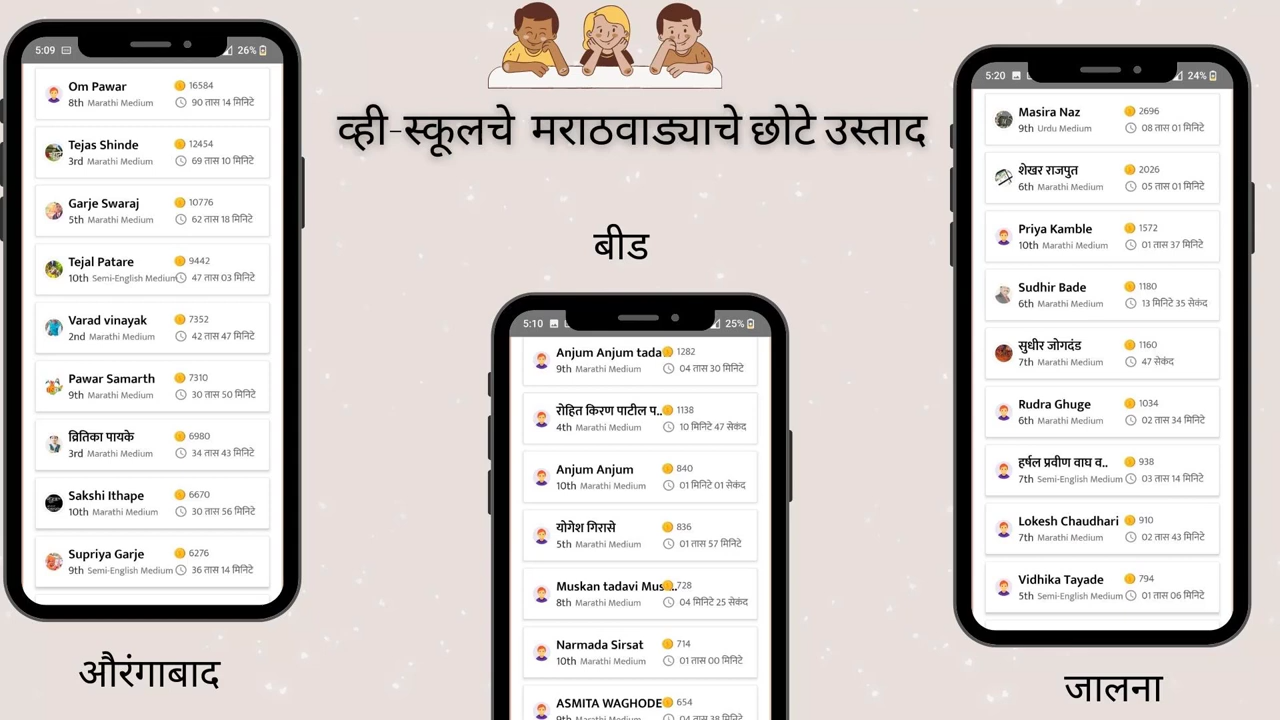 व्ही-स्कूलचे मराठवाड्याचे छोटे उस्ताद
5:09 26%
Om Pawar 16584
8th Marathi Medium 90 तास 14 मिनिटे
Tejas Shinde 12454
3rd Marathi Medium 69 तास 10 मिनिटे
Garje Swaraj 10776
5th Marathi Medium 62 तास 18 मिनिटे
Tejal Patare 9442
10th Semi-English Medium 47 तास 03 मिनिटे
Varad vinayak 7352
2nd Marathi Medium 42 तास 47 मिनिटे
Pawar Samarth 7310
9th Marathi Medium 30 तास 50 मिनिटे
व्रितिका पायके 6980
3rd Marathi Medium 34 तास 43 मिनिटे
Sakshi Ithape 6670
10th Marathi Medium 30 तास 56 मिनिटे
Supriya Garje 6276
9th Semi-English Medium 36 तास 14 मिनिटे
औरंगाबाद
बीड
5:10 25%
Anjum Anjum tada 1282
9th Marathi Medium 04 तास 30 मिनिटे
रोहित किरण पाटील प.. 1138
4th Marathi Medium 10 मिनिटे 47 सेकंद
Anjum Anjum 840
10th Marathi Medium 01 मिनिटे 01 सेकंद
योगेश गिरासे 836
5th Marathi Medium 01 तास 57 मिनिटे
Muskan tadavi Mus... 728
8th Marathi Medium 04 मिनिटे 25 सेकंद
Narmada Sirsat 714
10th Marathi Medium 01 तास 00 मिनिटे
ASMITA WAGHODE 654
9th Marathi Medium 04 तास 38 मिनिटे
5:20 24%
Masira Naz 2696
9th Urdu Medium 08 तास 01 मिनिटे
शेखर राजपुत 2026
6th Marathi Medium 05 तास 01 मिनिटे
Priya Kamble 1572
10th Marathi Medium 01 तास 37 मिनिटे
Sudhir Bade 1180
6th Marathi Medium 13 मिनिटे 35 सेकंद
सुधीर जोगदंड 1160
7th Marathi Medium 47 सेकंद
Rudra Ghuge 1034
6th Marathi Medium 02 तास 34 मिनिटे
हर्षल प्रवीण वाघ व.. 938
7th Semi-English Medium 03 तास 14 मिनिटे
Lokesh Chaudhari 910
7th Marathi Medium 02 तास 43 मिनिटे
Vidhika Tayade 794
5th Semi-English Medium 01 तास 06 मिनिटे
जालना